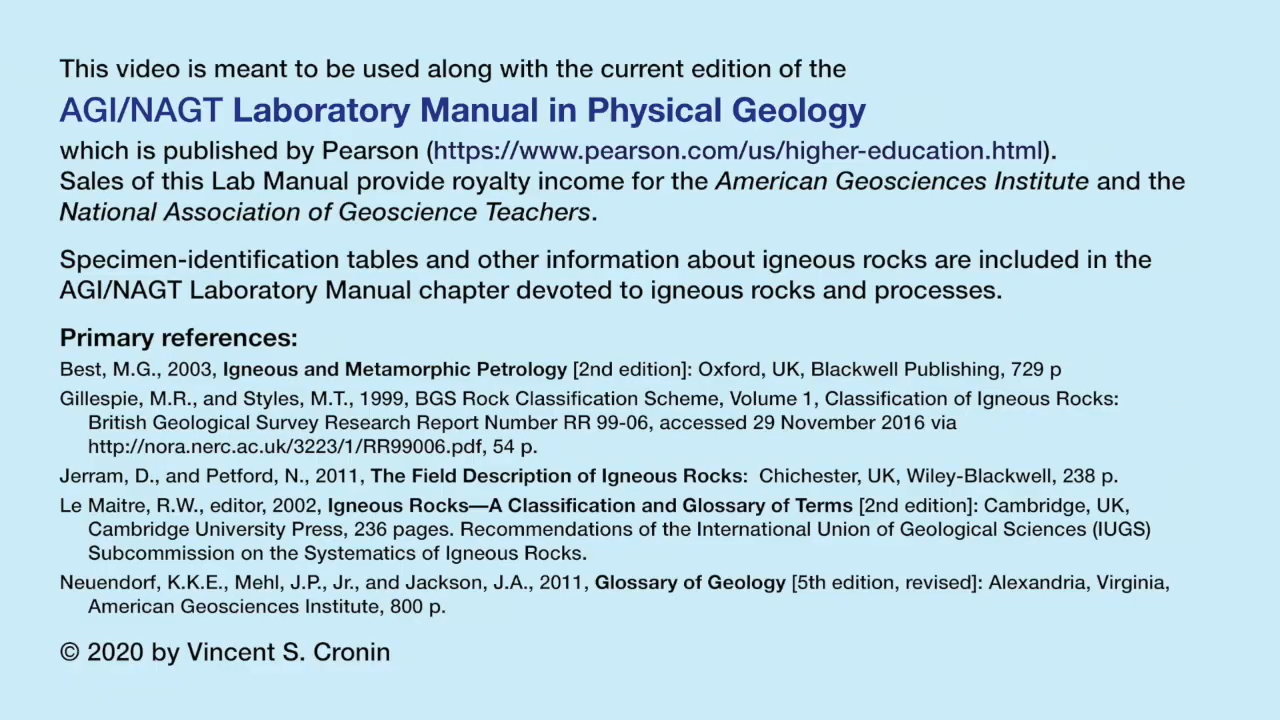 This video is meant to be used along with the current edition of the
AGI/NAGT Laboratory Manual in Physical Geology
which is published by Pearson (https://www.pearson.com/us/higher-education.html).
Sales of this Lab Manual provide royalty income for the American Geosciences Institute and the
National Association of Geoscience Teachers.
Specimen-identification tables and other information about igneous rocks are included in the
AGI/NAGT Laboratory Manual chapter devoted to igneous rocks and processes.
Primary references:
Best, M.G., 2003, Igneous and Metamorphic Petrology [2nd edition]: Oxford, UK, Blackwell Publishing, 729 p
Gillespie, M.R., and Styles, M.T., 1999, BGS Rock Classification Scheme, Volume 1, Classification of Igneous Rocks:
British Geological Survey Research Report Number RR 99-06, accessed 29 November 2016 via
http://nora.nerc.ac.uk/3223/1/RR99006.pdf, 54 p.
Jerram, D., and Petford, N., 2011, The Field Description of Igneous Rocks: Chichester, UK, Wiley-Blackwell, 238 p.
Le Maitre, R.W., editor, 2002, Igneous Rocks—A Classification and Glossary of Terms [2nd edition]: Cambridge, UK,
Cambridge University Press, 236 pages. Recommendations of the International Union of Geological Sciences (IUGS)
Subcommission on the Systematics of Igneous Rocks.
Neuendorf, K.K.E., Mehl, J.P., Jr., and Jackson, J.A., 2011, Glossary of Geology [5th edition, revised]: Alexandria, Virginia,
American Geosciences Institute, 800 p.
© 2020 by Vincent S. Cronin